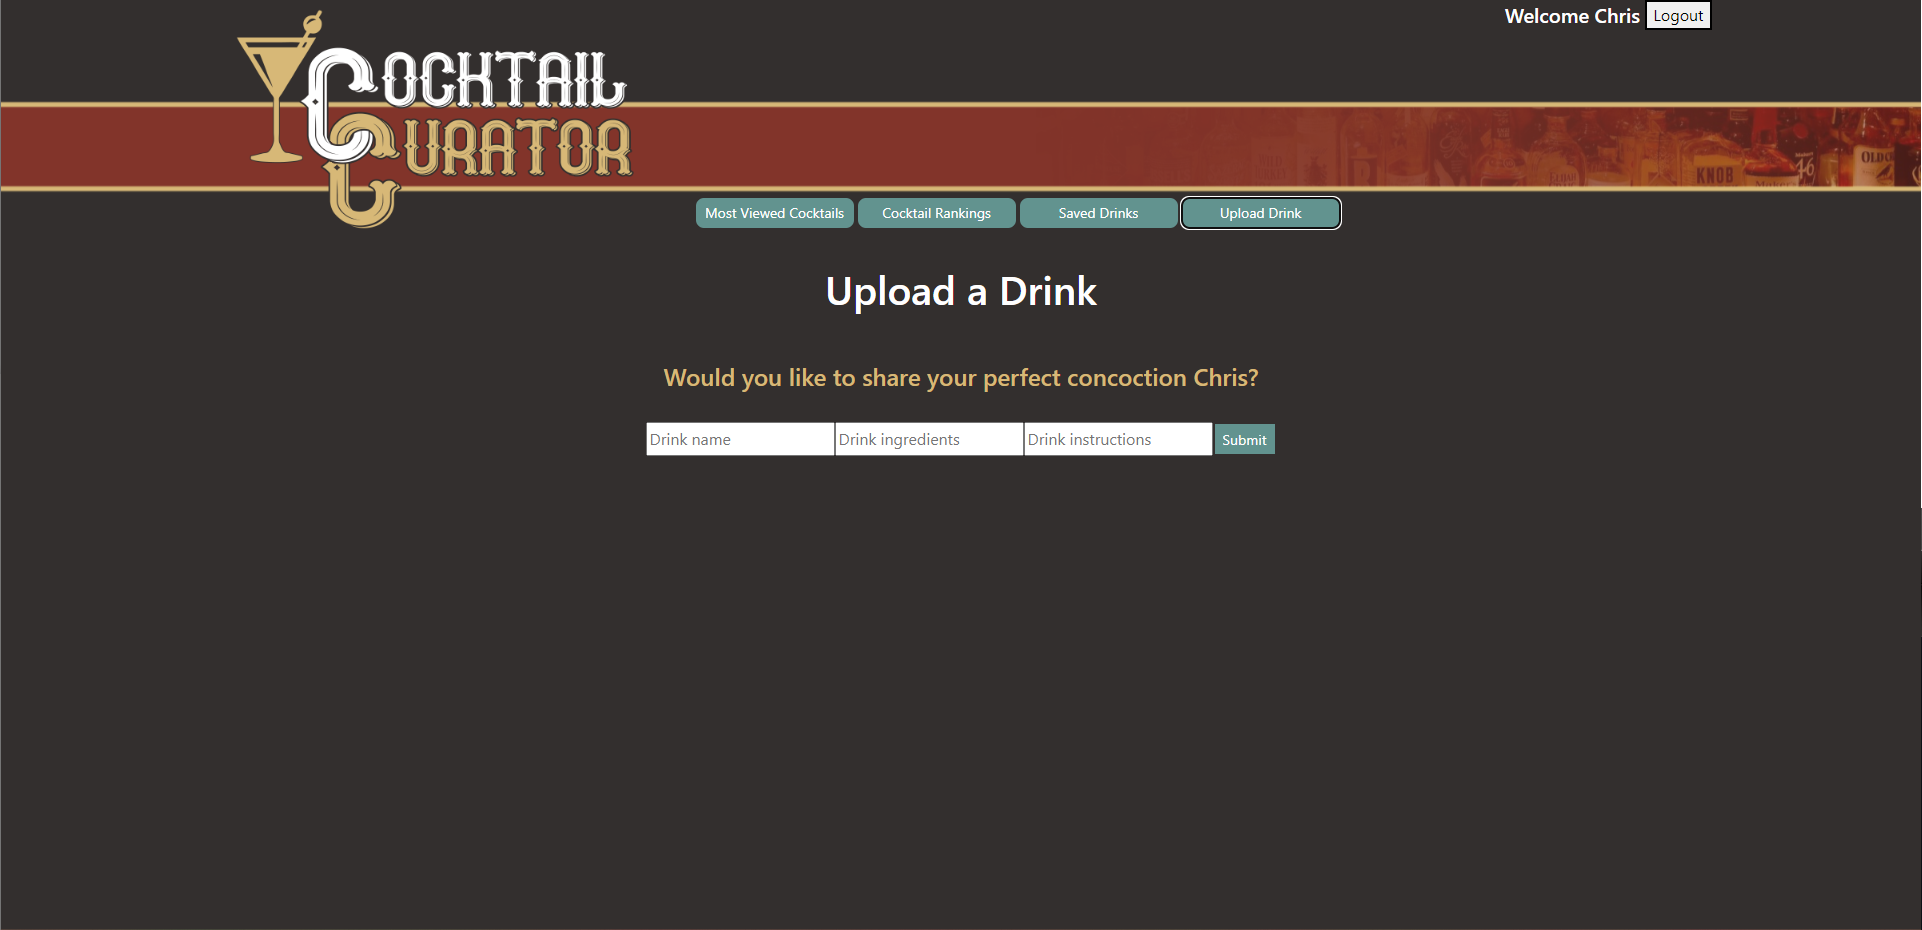 Welcome Chris Logout
Cocktail
Curator
OLD
KNOB
46
Most Viewed Cocktails Cocktail Rankings Saved Drinks Upload Drink
Upload a Drink
Would you like to share your perfect concoction Chris?
Drink name Drink ingredients Drink instructions Submit